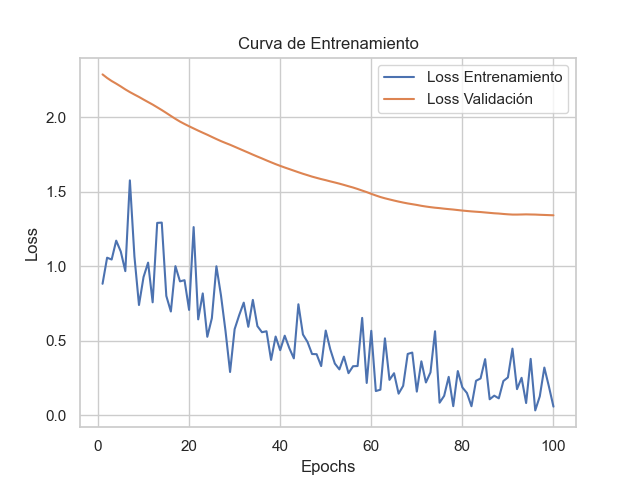 Curva de Entrenamiento
Loss Entrenamiento
Loss Validación
Loss
2.0
1.5
1.0
0.5
0.0
0 20 40 60 80 100
Epochs